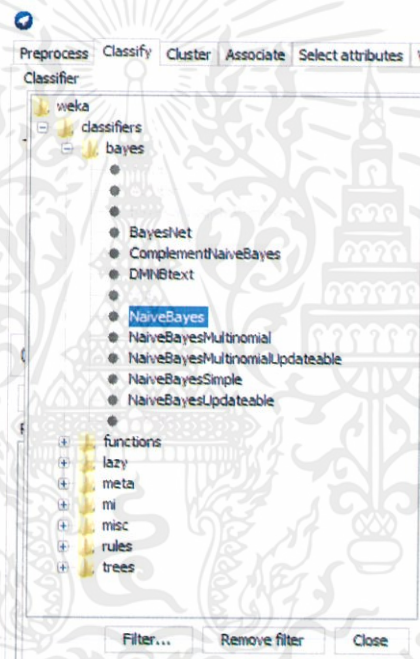 Preprocess Classify Cluster Associate Select attributes
Classifier
weka
classifiers
bayes
BayesNet
ComplementNaiveBayes
DMNBtext
NaiveBayes
NaiveBayesMultinomial
NaiveBayesMultinomialUpdateable
NaiveBayesSimple
NaiveBayesUpdateable
functions
lazy
meta
mi
misc
rules
trees
Filter... Remove filter Close